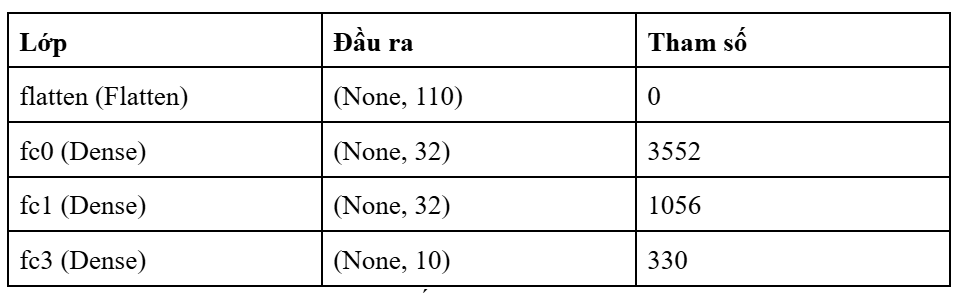 Lớp Đầu ra Tham số
flatten (Flatten) (None, 110) 0
fc0 (Dense) (None, 32) 3552
fc1 (Dense) (None, 32) 1056
fc3 (Dense) (None, 10) 330